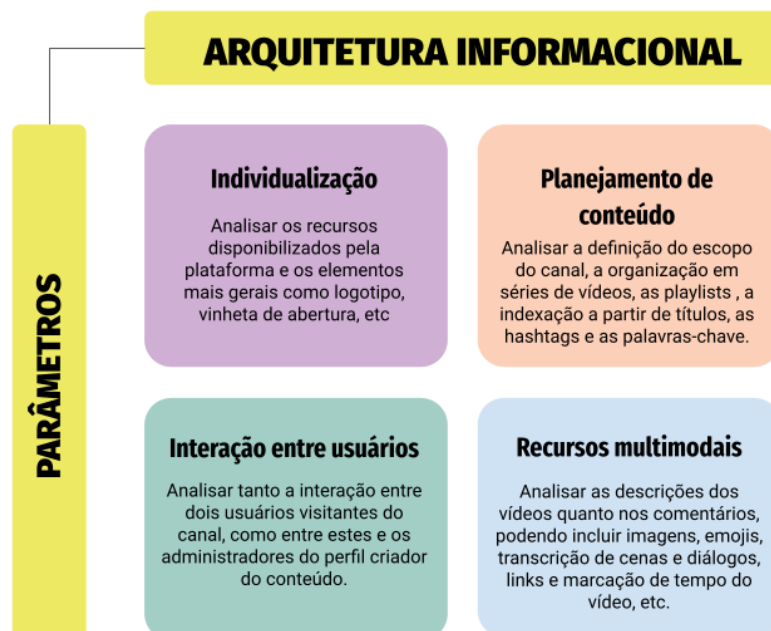 ARQUITETURA INFORMACIONAL
PARÂMETROS
Individualização
Analisar os recursos
disponibilizados pela
plataforma e os elementos
mais gerais como logotipo,
vinheta de abertura, etc
Planejamento de
conteúdo
Analisar a definição do escopo
do canal, a organização em
séries de vídeos, as playlists , a
indexação a partir de títulos, as
hashtags e as palavras-chave.
Interação entre usuários
Analisar tanto a interação entre
dois usuários visitantes do
canal, como entre estes e os
administradores do perfil criador
do conteúdo.
Recursos multimodais
Analisar as descrições dos
vídeos quanto nos comentários,
podendo incluir imagens, emojis,
transcrição de cenas e diálogos,
links e marcação de tempo do
vídeo, etc.